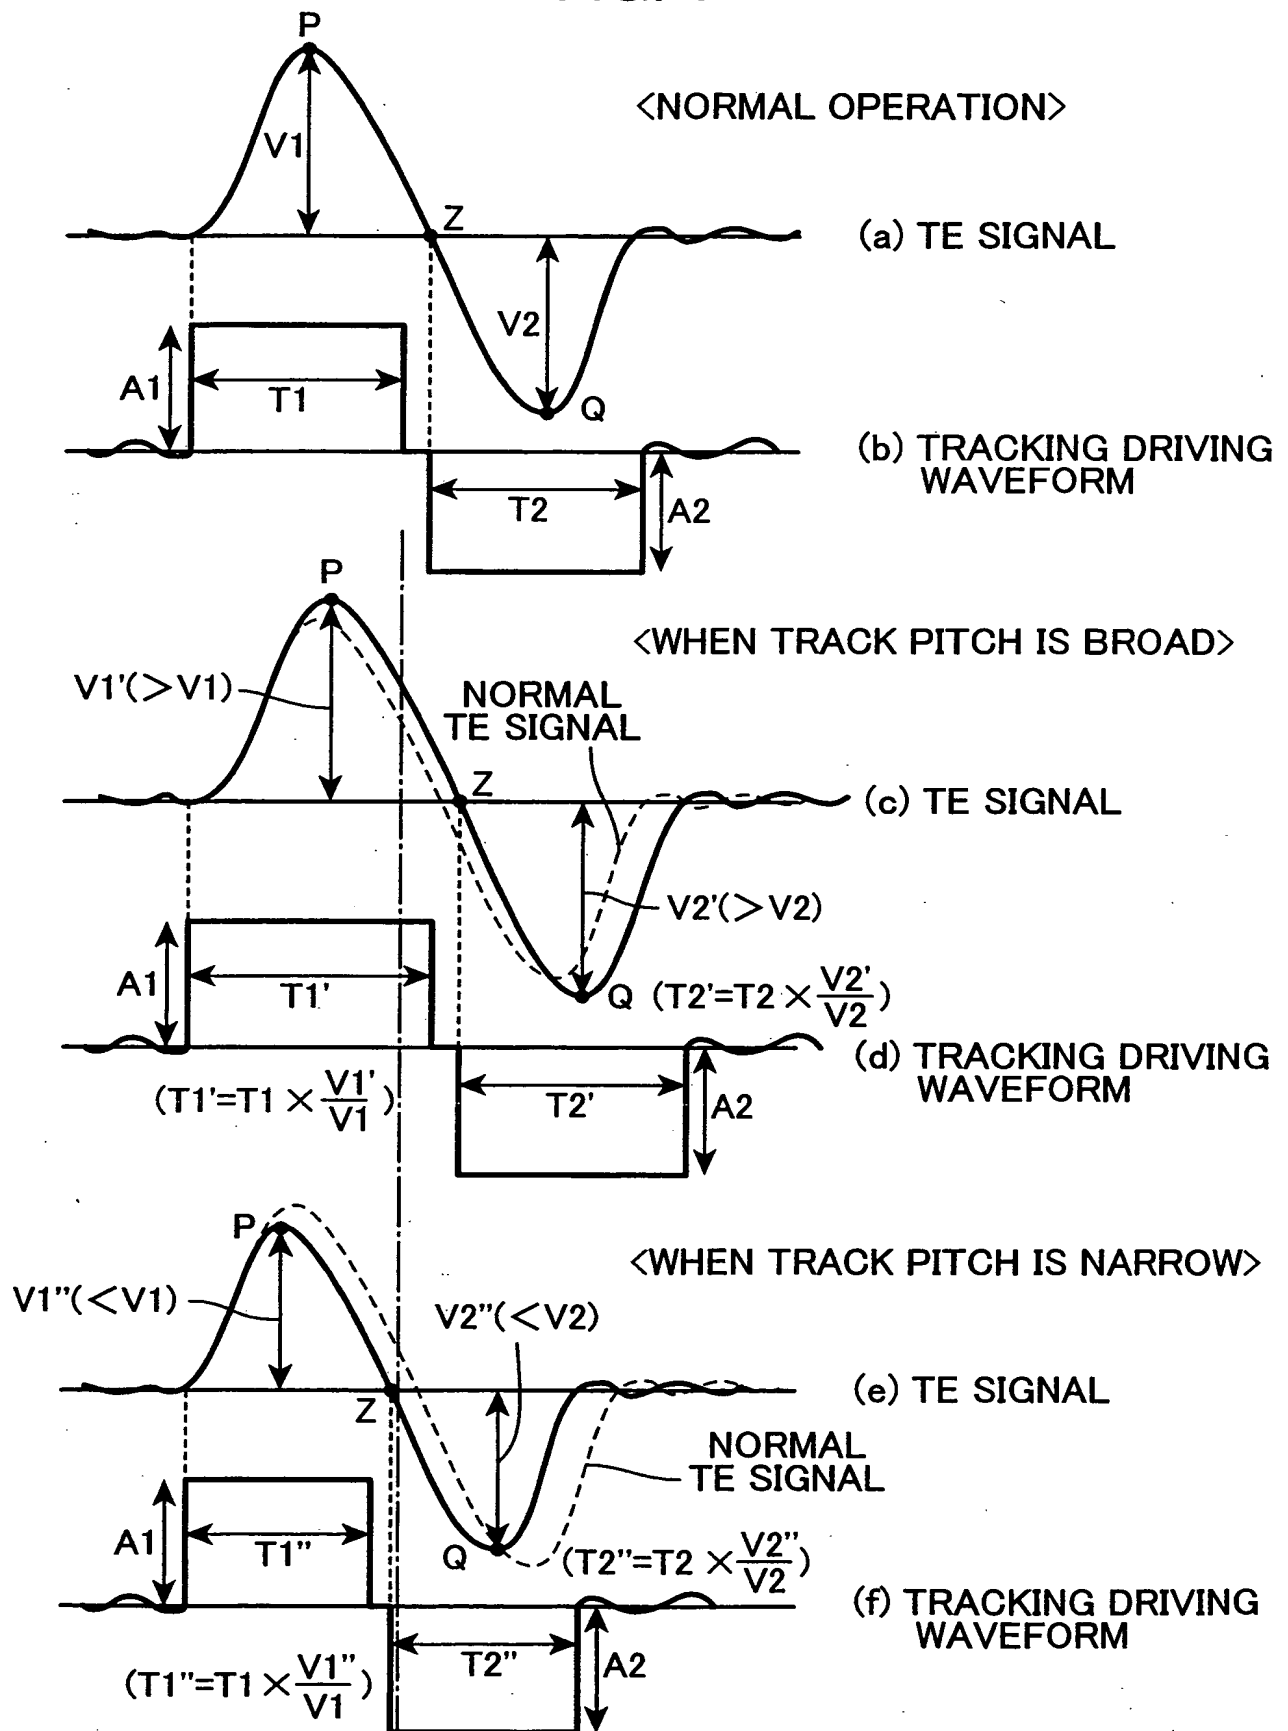 P
<NORMAL OPERATION>
V1
Z
(a) TE SIGNAL
V2
A1
T1
Q
(b) TRACKING DRIVING
WAVEFORM
T2
A2
P
<WHEN TRACK PITCH IS BROAD>
V1'(>V1)
NORMAL
TE SIGNAL
Z
(c) TE SIGNAL
V2'(>V2)
A1
T1'
Q
(T2'=T2×V2'/V2)
(d) TRACKING DRIVING
WAVEFORM
(T1'=T1×V1'/V1)
T2'
A2
P
<WHEN TRACK PITCH IS NARROW>
V1"(<V1)
V2"(<V2)
(e) TE SIGNAL
Z
NORMAL
TE SIGNAL
A1
T1"
Q
(T2"=T2×V2"/V2)
(f) TRACKING DRIVING
WAVEFORM
T2"
A2
(T1"=T1×V1"/V1)